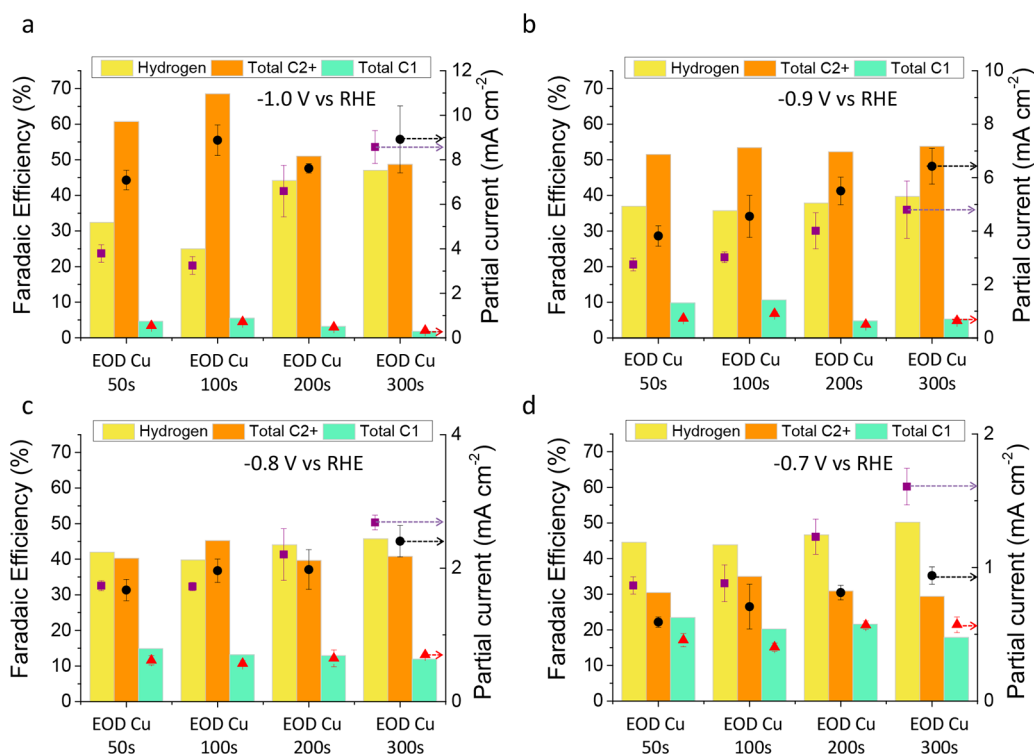 a
Hydrogen Total C2+ Total C1
-1.0 V vs RHE
Faradaic Efficiency (%)
70
60
50
40
30
20
10
0
12
10
8
6
4
2
0
Partial current (mA cm-2)
EOD Cu EOD Cu EOD Cu EOD Cu
50s 100s 200s 300s
b
Hydrogen Total C2+ Total C1
-0.9 V vs RHE
Faradaic Efficiency (%)
70
60
50
40
30
20
10
0
10
8
6
4
2
0
Partial current (mA cm-2)
EOD Cu EOD Cu EOD Cu EOD Cu
50s 100s 200s 300s
c
Hydrogen Total C2+ Total C1
-0.8 V vs RHE
Faradaic Efficiency (%)
70
60
50
40
30
20
10
0
4
2
0
Partial current (mA cm-2)
EOD Cu EOD Cu EOD Cu EOD Cu
50s 100s 200s 300s
d
Hydrogen Total C2+ Total C1
-0.7 V vs RHE
Faradaic Efficiency (%)
70
60
50
40
30
20
10
0
2
1
0
Partial current (mA cm-2)
EOD Cu EOD Cu EOD Cu EOD Cu
50s 100s 200s 300s